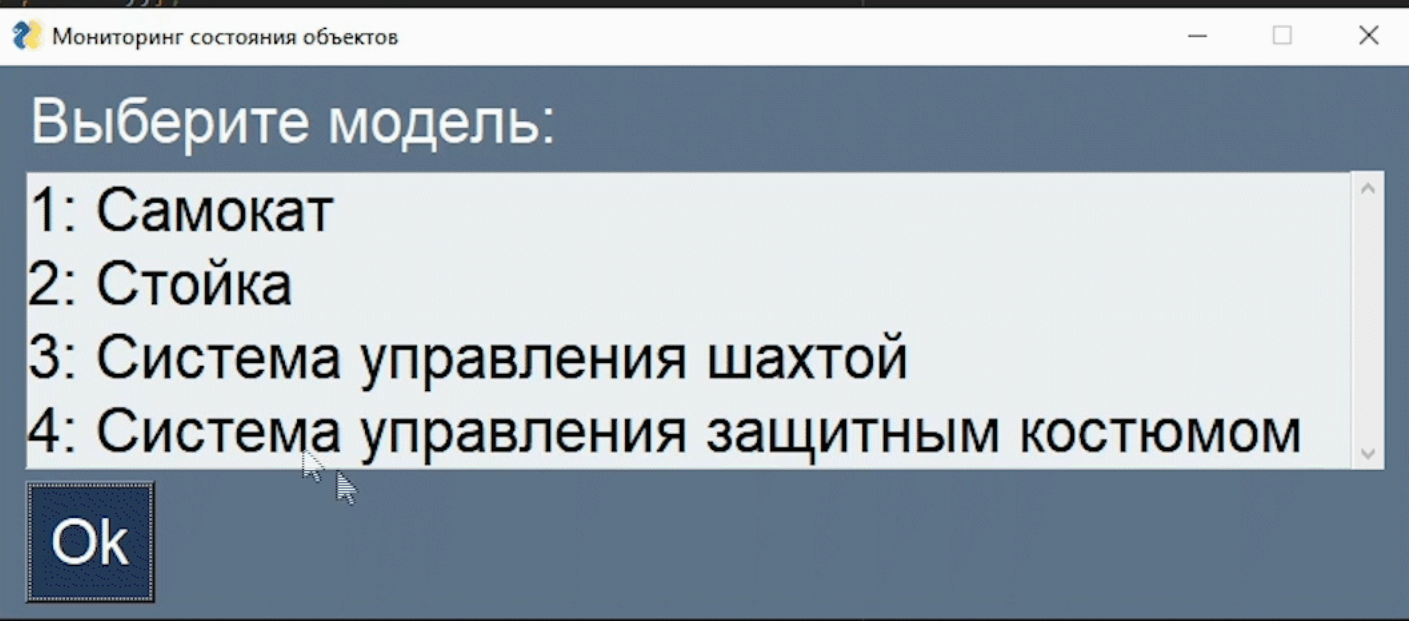 Мониторинг состояния объектов
Выберите модель:
1: Самокат
2: Стойка
3: Система управления шахтой
4: Система управления защитным костюмом
Ok